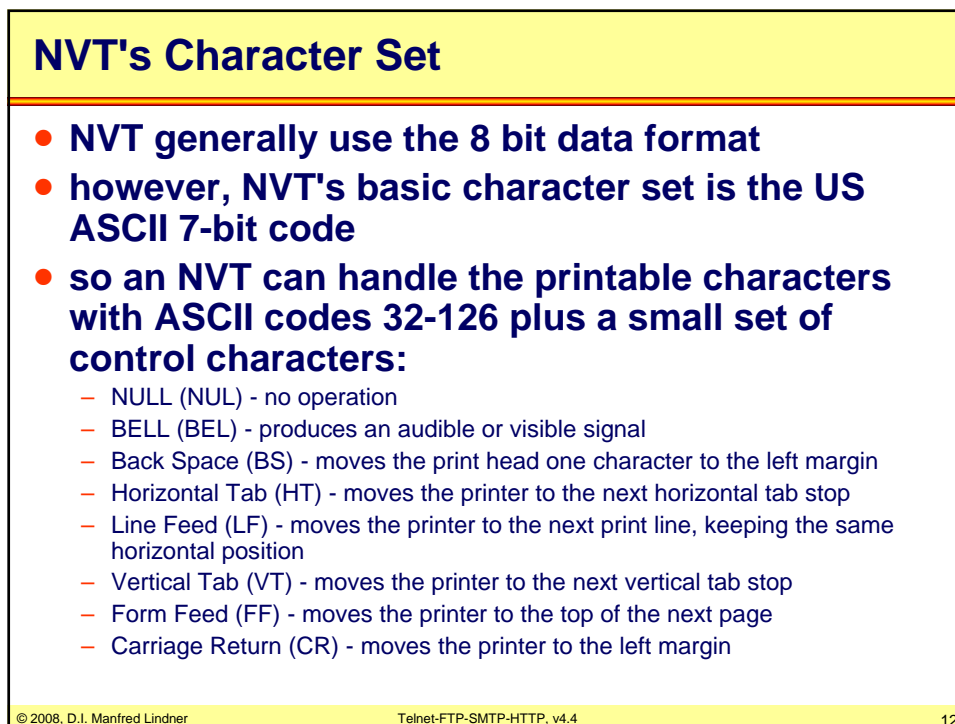 NVT's Character Set
• NVT generally use the 8 bit data format
• however, NVT's basic character set is the US
ASCII 7-bit code
• so an NVT can handle the printable characters
with ASCII codes 32-126 plus a small set of
control characters:
– NULL (NUL) - no operation
– BELL (BEL) - produces an audible or visible signal
– Back Space (BS) - moves the print head one character to the left margin
– Horizontal Tab (HT) - moves the printer to the next horizontal tab stop
– Line Feed (LF) - moves the printer to the next print line, keeping the same
horizontal position
– Vertical Tab (VT) - moves the printer to the next vertical tab stop
– Form Feed (FF) - moves the printer to the top of the next page
– Carriage Return (CR) - moves the printer to the left margin
© 2008, D.I. Manfred Lindner
Telnet-FTP-SMTP-HTTP, v4.4
12